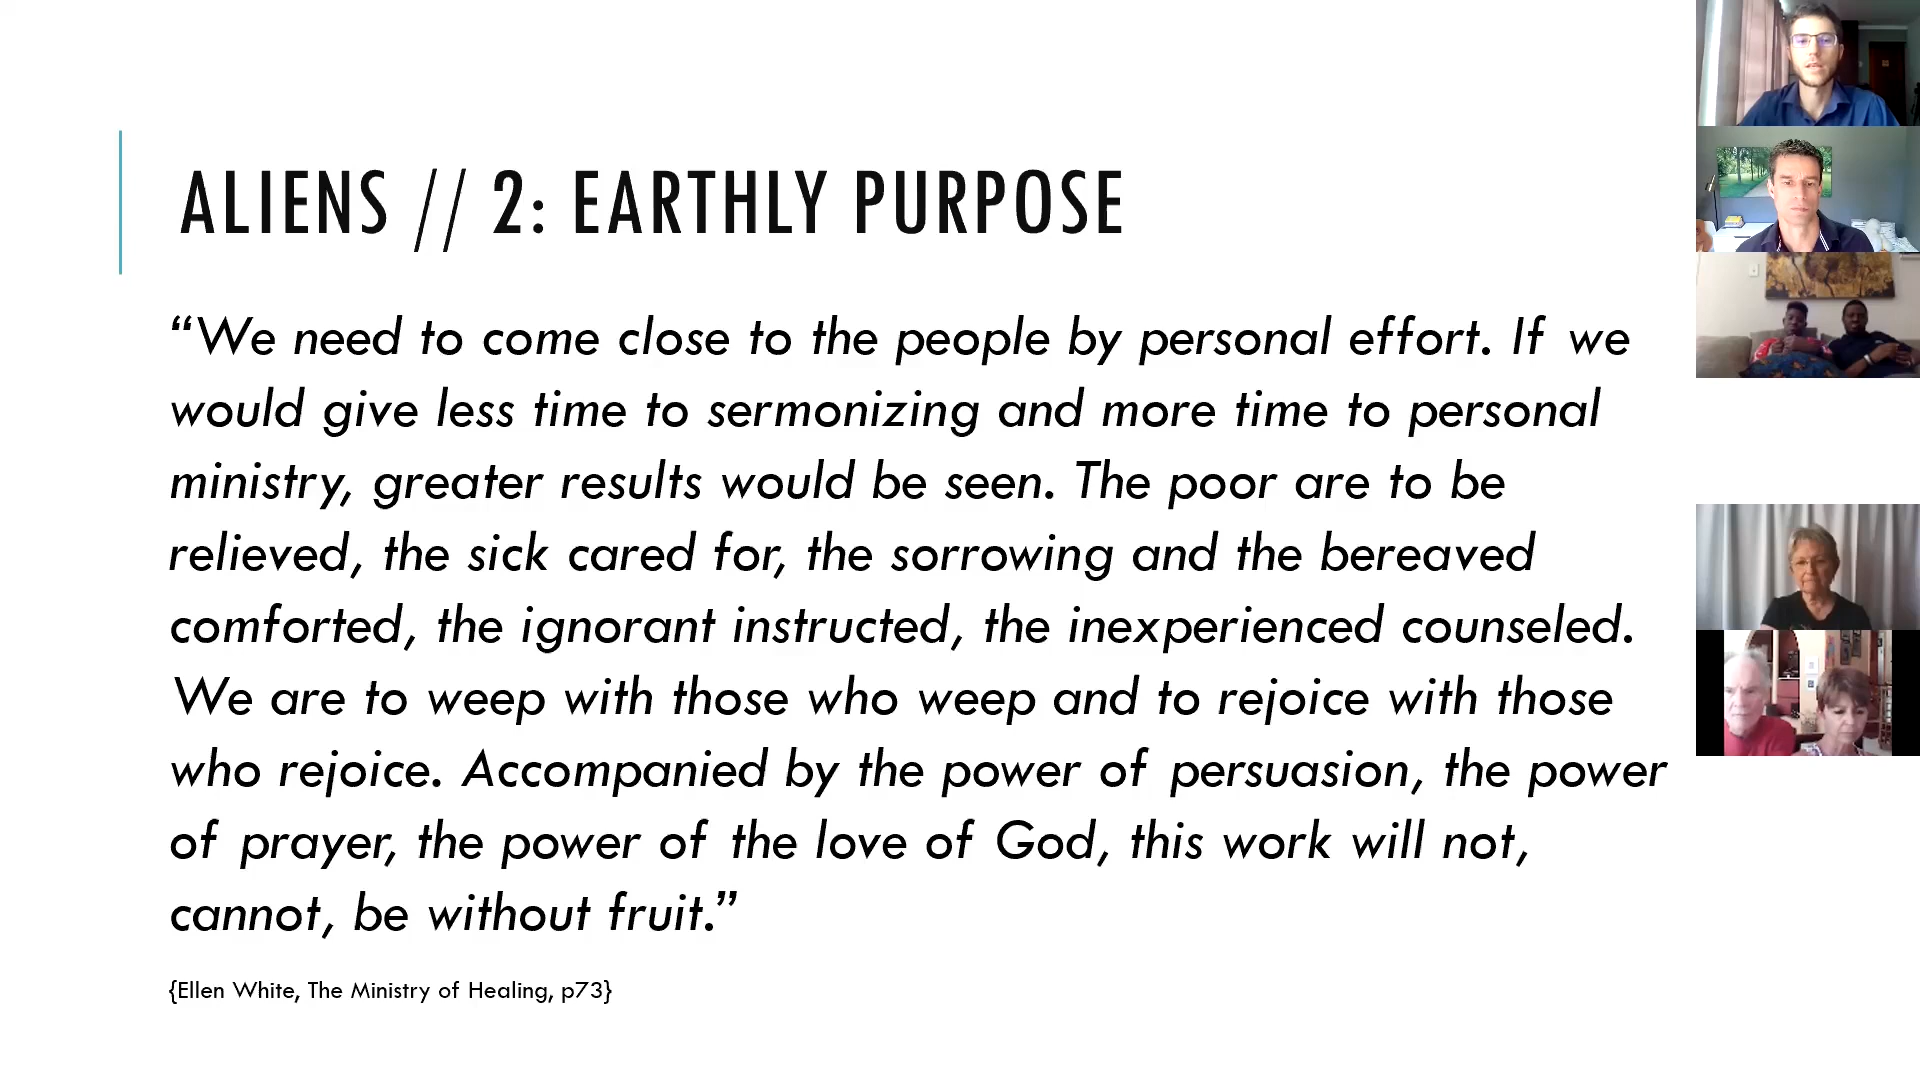 ALIENS // 2: EARTHLY PURPOSE
“We need to come close to the people by personal effort. If we
would give less time to sermonizing and more time to personal
ministry, greater results would be seen. The poor are to be
relieved, the sick cared for, the sorrowing and the bereaved
comforted, the ignorant instructed, the inexperienced counseled.
We are to weep with those who weep and to rejoice with those
who rejoice. Accompanied by the power of persuasion, the power
of prayer, the power of the love of God, this work will not,
cannot, be without fruit.”
{Ellen White, The Ministry of Healing, p73}